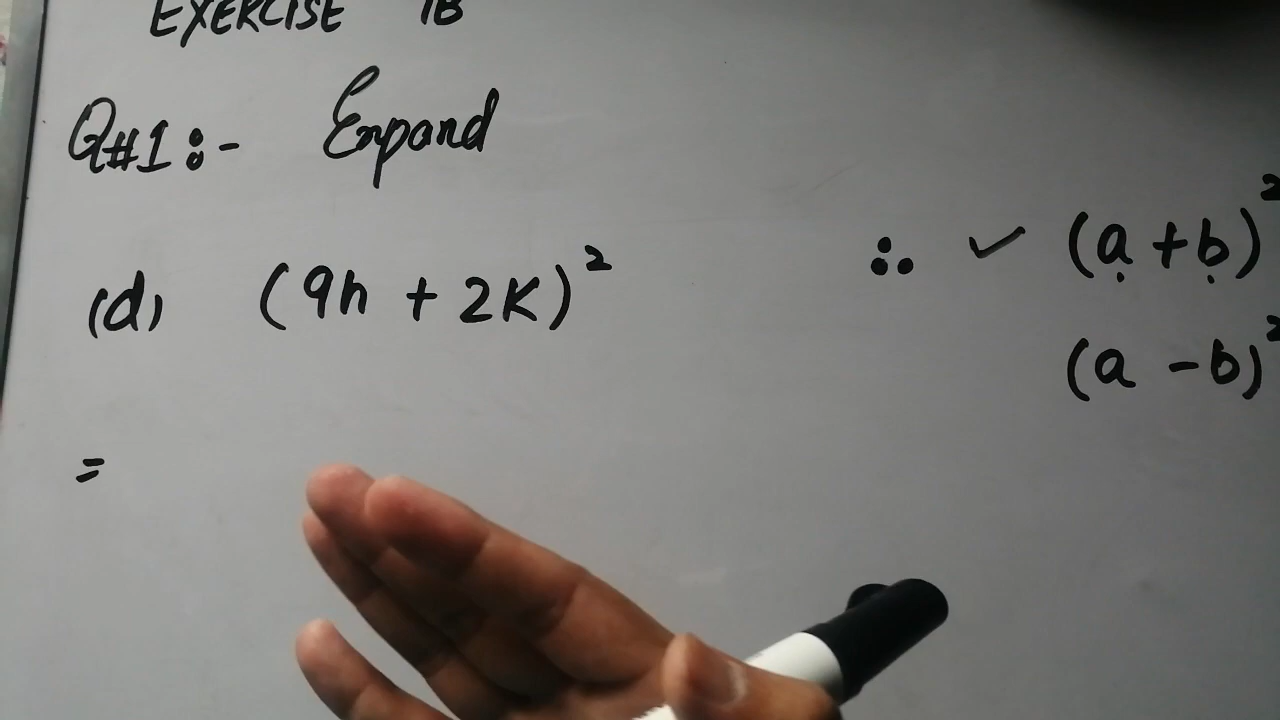 EXERCISE 1B
Q#1:- Expand
(d) (9h + 2K)²
∴ ✓ (a + b)²
(a - b)²
=